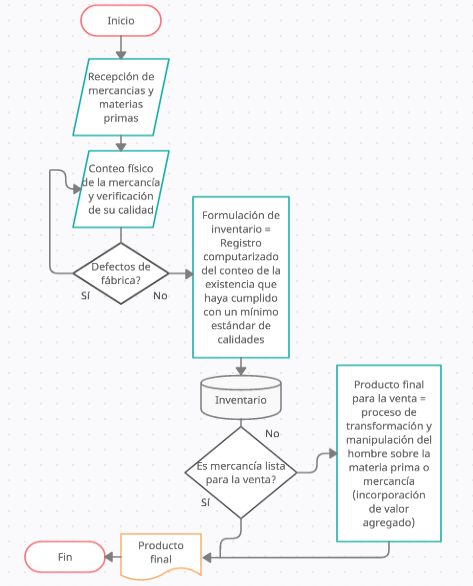 Inicio
Recepción de
mercancias y
materias
primas
Conteo físico
de la mercancía
y verificación
de su calidad
Defectos de
fábrica?
Sí
No
Formulación de
inventario =
Registro
computarizado
del conteo de la
existencia que
haya cumplido
con un mínimo
estándar de
calidades
Inventario
No
Es mercancía lista
para la venta?
Sí
Producto final
para la venta =
proceso de
transformación y
manipulación del
hombre sobre la
materia prima o
mercancía
(incorporación
de valor
agregado)
Producto
final
Fin